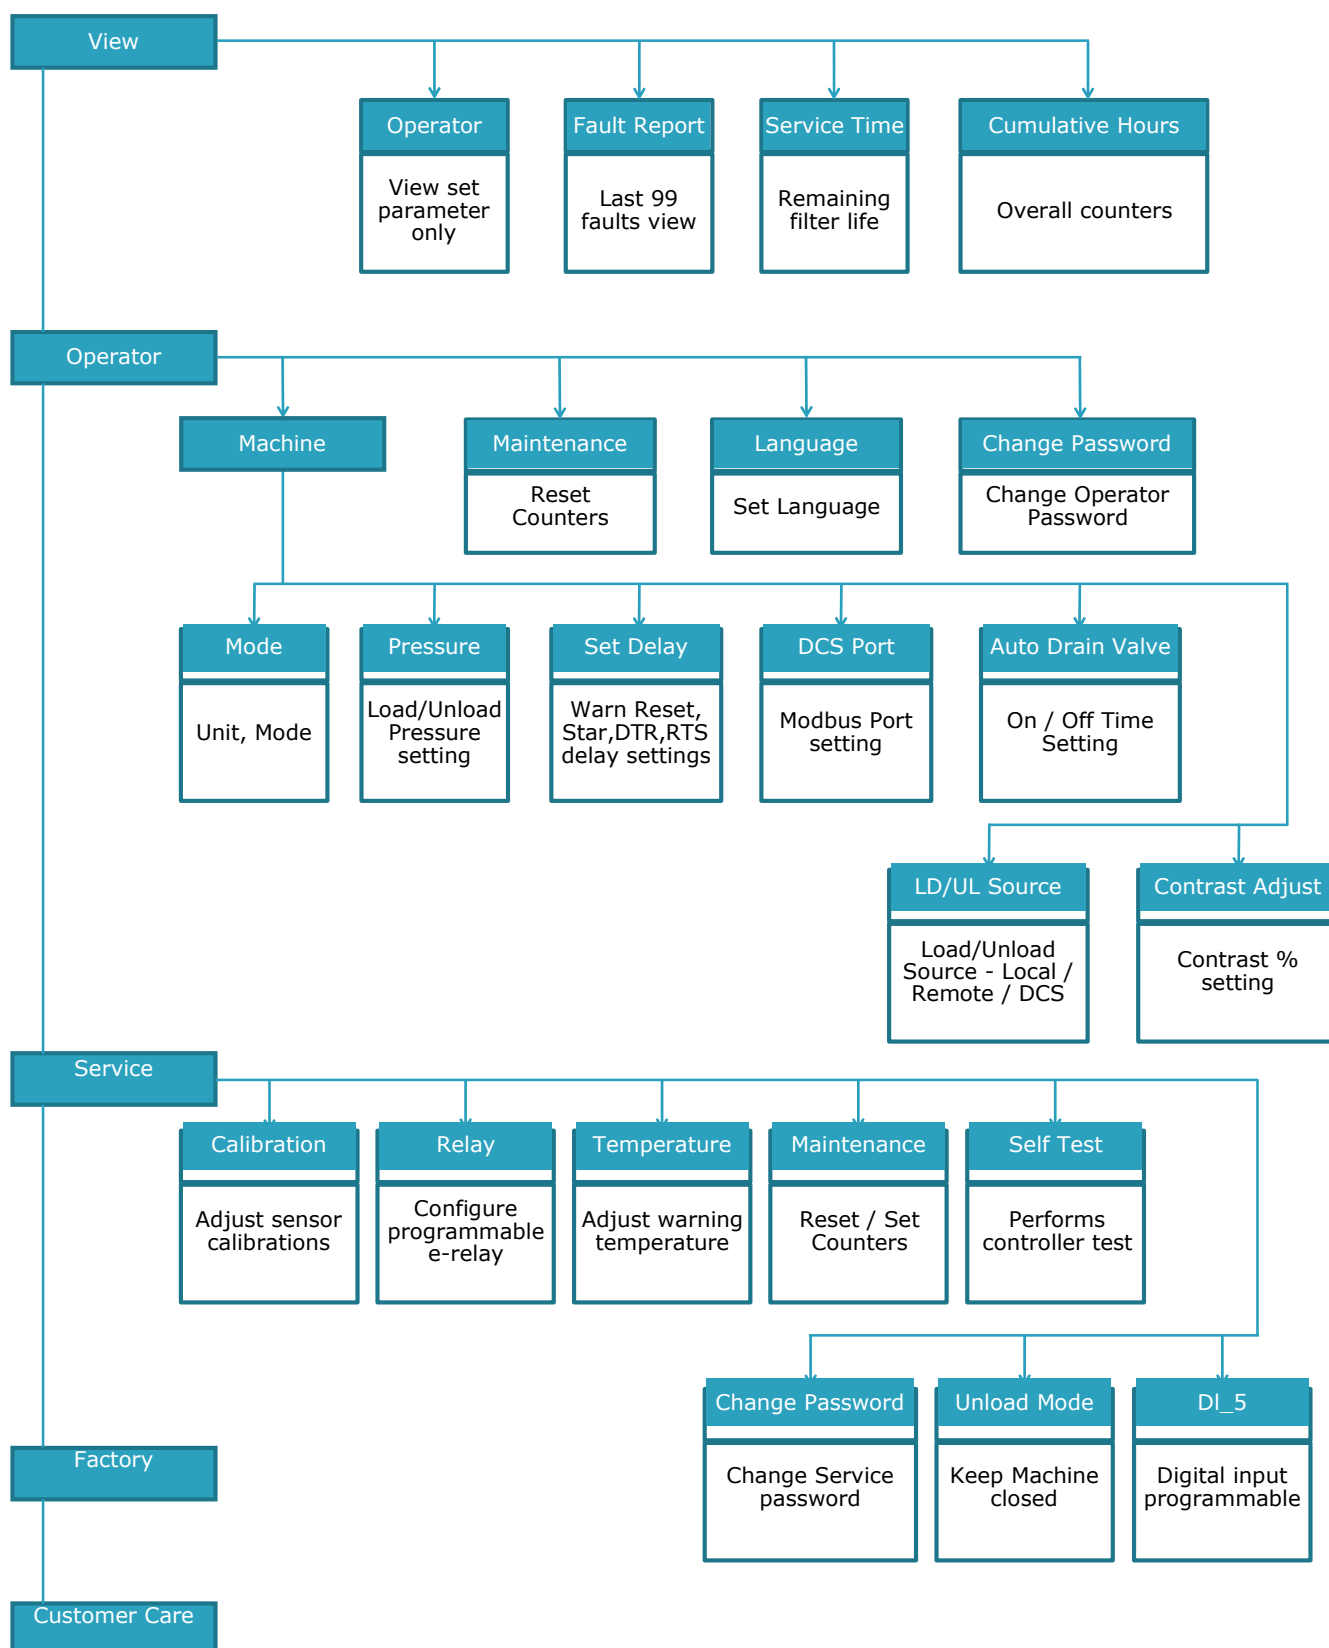 View
Operator
Fault Report
Service Time
Cumulative Hours
View set
parameter
only
Last 99
faults view
Remaining
filter life
Overall counters
Operator
Machine
Maintenance
Language
Change Password
Reset
Counters
Set Language
Change Operator
Password
Mode
Pressure
Set Delay
DCS Port
Auto Drain Valve
Unit, Mode
Load/Unload
Pressure
setting
Warn Reset,
Star,DTR,RTS
delay settings
Modbus Port
setting
On / Off Time
Setting
LD/UL Source
Contrast Adjust
Load/Unload
Source - Local /
Remote / DCS
Contrast %
setting
Service
Calibration
Relay
Temperature
Maintenance
Self Test
Adjust sensor
calibrations
Configure
programmable
e-relay
Adjust warning
temperature
Reset / Set
Counters
Performs
controller test
Change Password
Unload Mode
Dl_5
Change Service
password
Keep Machine
closed
Digital input
programmable
Factory
Customer Care